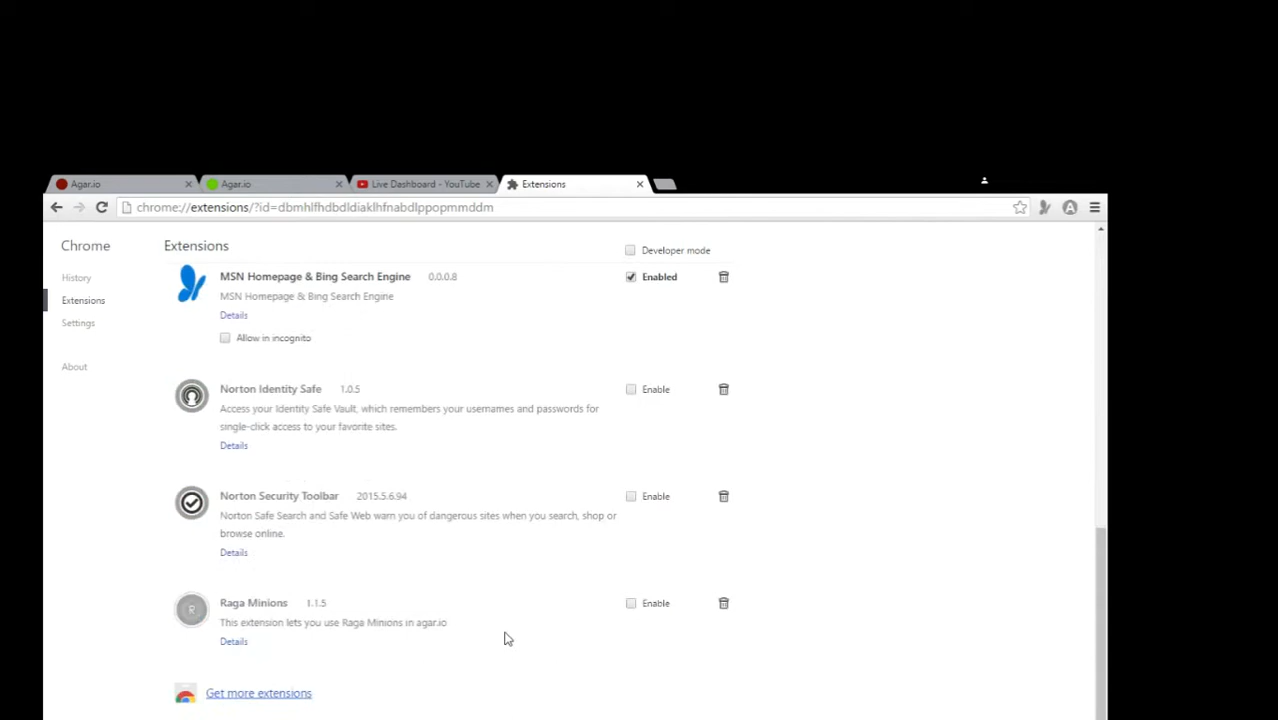 Agar.io
Agar.io
Live Dashboard - YouTube
Extensions
chrome://extensions/?id=dbmhlfhdbdldiaklhfnabdlppopmmddm
Chrome
History
Extensions
Settings
About
Extensions
Developer mode
MSN Homepage & Bing Search Engine 0.0.0.8
Enabled
MSN Homepage & Bing Search Engine
Details
Allow in incognito
Norton Identity Safe 1.0.5
Enable
Access your Identity Safe Vault, which remembers your usernames and passwords for
single-click access to your favorite sites.
Details
Norton Security Toolbar 2015.5.6.94
Enable
Norton Safe Search and Safe Web warn you of dangerous sites when you search, shop or
browse online.
Details
R
Raga Minions 1.1.5
Enable
This extension lets you use Raga Minions in agar.io
Details
Get more extensions